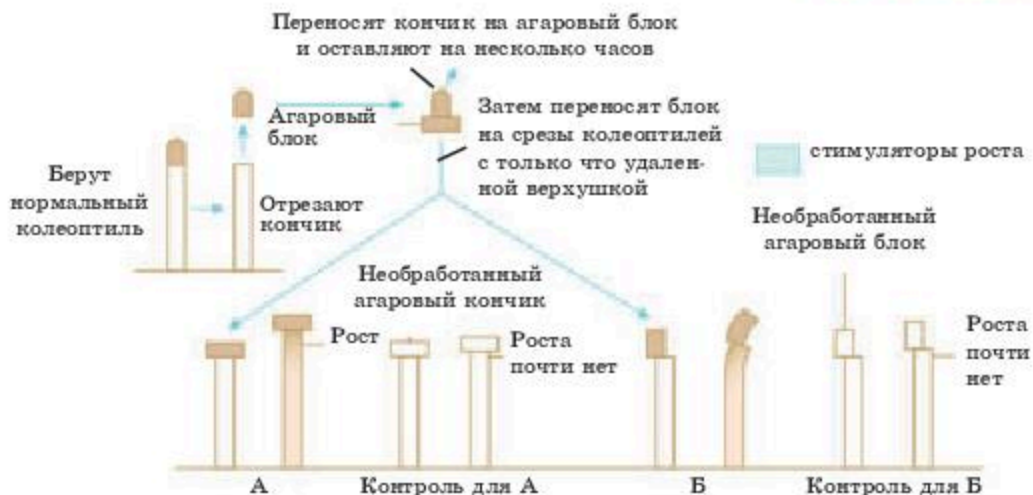 Переносят кончик на агаровый блок
и оставляют на несколько часов
Агаровый
блок
Затем переносят блок
на срезы колеоптилей
с только что удален-
ной верхушкой
стимуляторы роста
Берут
нормальный
колеоптиль
Отрезают
кончик
Необработанный
агаровый блок
Необработанный
агаровый кончик
Рост
Роста
почти нет
Роста
почти
нет
А
Контроль для А
Б
Контроль для Б